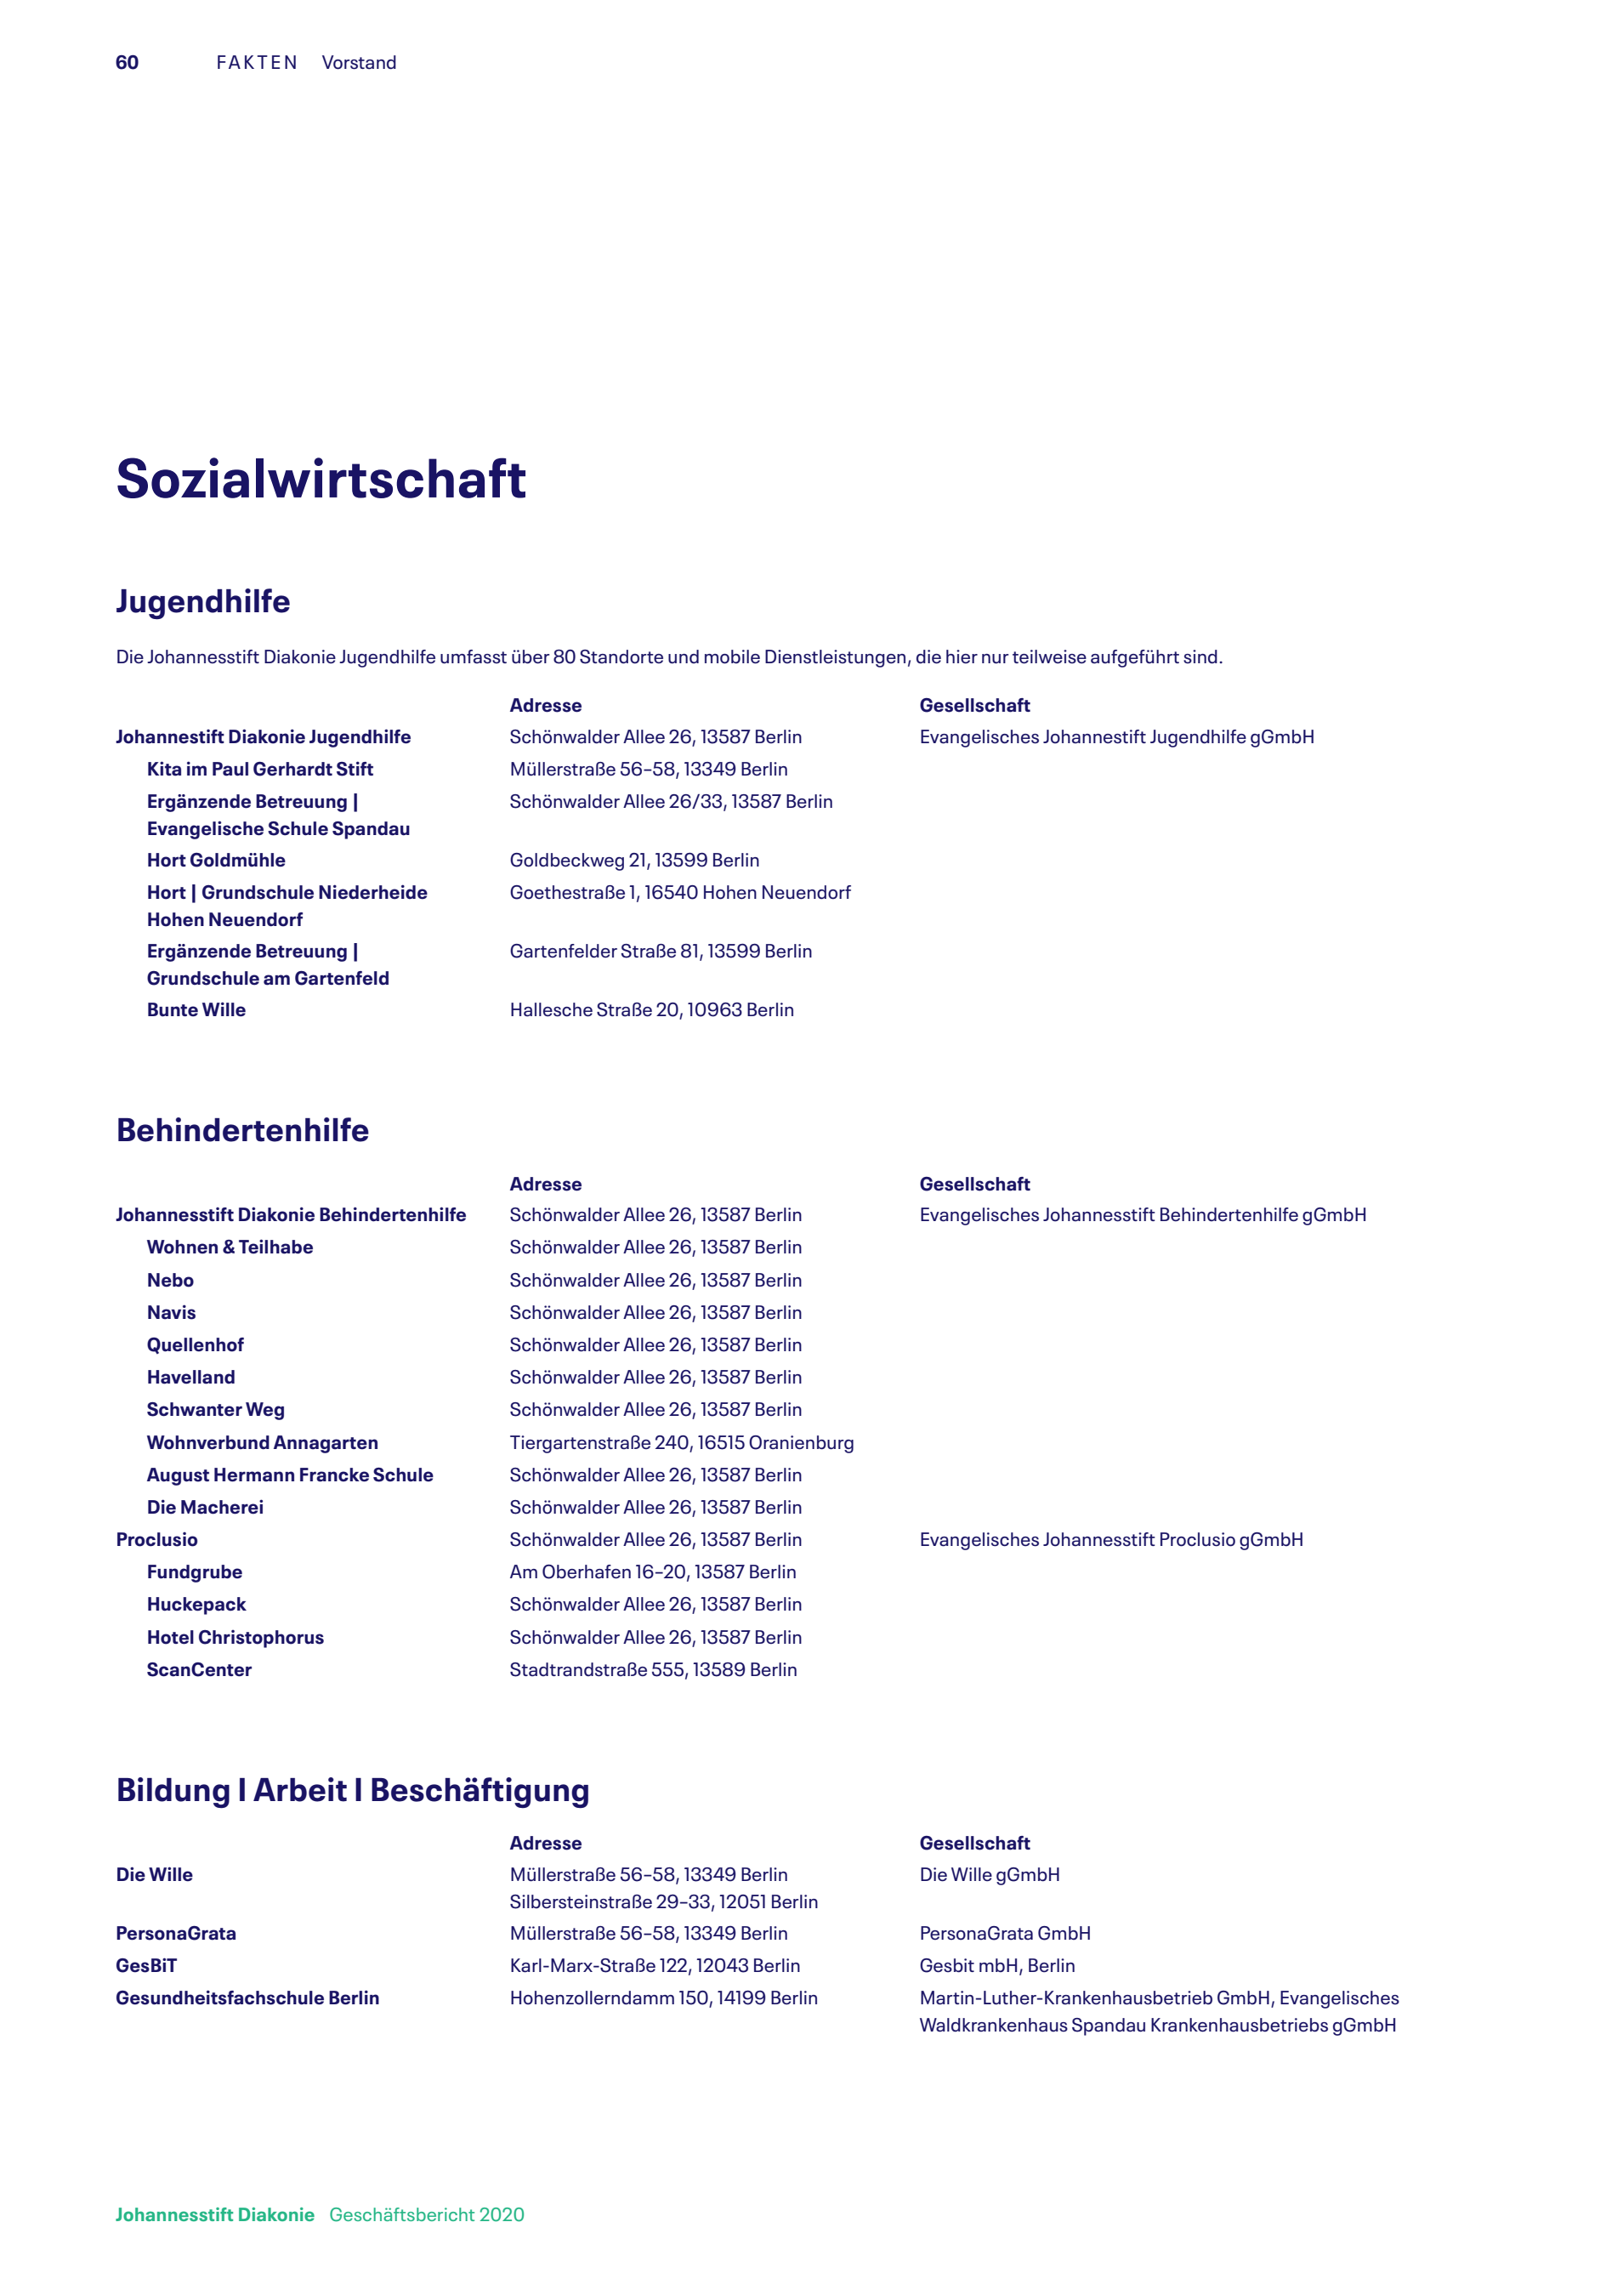 60 FAKTEN Vorstand
Sozialwirtschaft
Jugendhilfe
Die Johannesstift Diakonie Jugendhilfe umfasst über 80 Standorte und mobile Dienstleistungen, die hier nur teilweise aufgeführt sind.
Adresse Gesellschaft
Johannestift Diakonie Jugendhilfe Schönwalder Allee 26, 13587 Berlin Evangelisches Johannestift Jugendhilfe gGmbH
Kita im Paul Gerhardt Stift Müllerstraße 56–58, 13349 Berlin
Ergänzende Betreuung | Schönwalder Allee 26/33, 13587 Berlin
Evangelische Schule Spandau
Hort Goldmühle Goldbeckweg 21, 13599 Berlin
Hort | Grundschule Niederheide Goethestraße 1, 16540 Hohen Neuendorf
Hohen Neuendorf
Ergänzende Betreuung | Gartenfelder Straße 81, 13599 Berlin
Grundschule am Gartenfeld
Bunte Wille Hallesche Straße 20, 10963 Berlin
Behindertenhilfe
Adresse Gesellschaft
Johannesstift Diakonie Behindertenhilfe Schönwalder Allee 26, 13587 Berlin Evangelisches Johannesstift Behindertenhilfe gGmbH
Wohnen & Teilhabe Schönwalder Allee 26, 13587 Berlin
Nebo Schönwalder Allee 26, 13587 Berlin
Navis Schönwalder Allee 26, 13587 Berlin
Quellenhof Schönwalder Allee 26, 13587 Berlin
Havelland Schönwalder Allee 26, 13587 Berlin
Schwanter Weg Schönwalder Allee 26, 13587 Berlin
Wohnverbund Annagarten Tiergartenstraße 240, 16515 Oranienburg
August Hermann Francke Schule Schönwalder Allee 26, 13587 Berlin
Die Macherei Schönwalder Allee 26, 13587 Berlin
Proclusio Schönwalder Allee 26, 13587 Berlin Evangelisches Johannesstift Proclusio gGmbH
Fundgrube Am Oberhafen 16–20, 13587 Berlin
Huckepack Schönwalder Allee 26, 13587 Berlin
Hotel Christophorus Schönwalder Allee 26, 13587 Berlin
ScanCenter Stadtrandstraße 555, 13589 Berlin
Bildung I Arbeit I Beschäftigung
Adresse Gesellschaft
Die Wille Müllerstraße 56–58, 13349 Berlin Die Wille gGmbH
Silbersteinstraße 29–33, 12051 Berlin
PersonaGrata Müllerstraße 56–58, 13349 Berlin PersonaGrata GmbH
GesBiT Karl-Marx-Straße 122, 12043 Berlin Gesbit mbH, Berlin
Gesundheitsfachschule Berlin Hohenzollerndamm 150, 14199 Berlin Martin-Luther-Krankenhausbetrieb GmbH, Evangelisches
Waldkrankenhaus Spandau Krankenhausbetriebs gGmbH
Johannesstift Diakonie Geschäftsbericht 2020